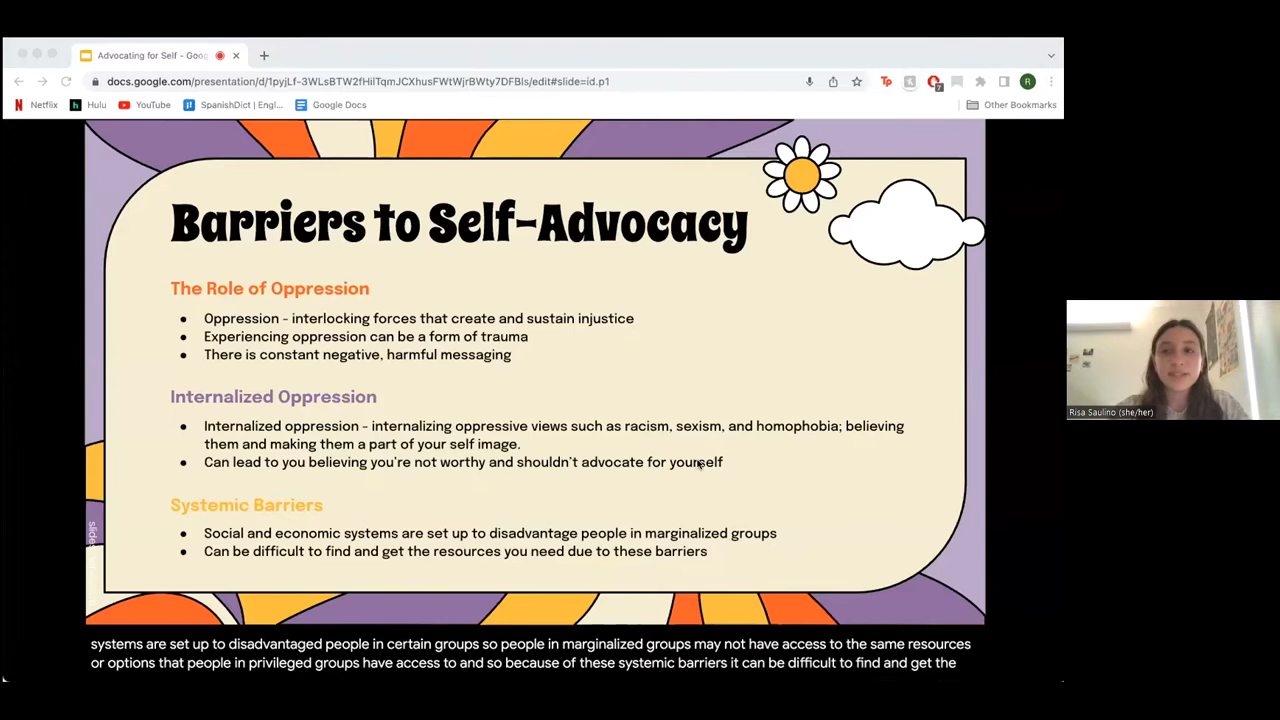 Advocating for Self - Goog
docs.google.com/presentation/d/1pyjLf-3WLsBTW2fHilTqmJCXhusFWtWjrBWty7DFBls/edit#slide=id.p1
Tp
7
R
Netflix
Hulu
YouTube
SpanishDict | Engl...
Google Docs
Other Bookmarks
Barriers to Self-Advocacy
The Role of Oppression
● Oppression - interlocking forces that create and sustain injustice
● Experiencing oppression can be a form of trauma
● There is constant negative, harmful messaging
Internalized Oppression
● Internalized oppression - internalizing oppressive views such as racism, sexism, and homophobia; believing
them and making them a part of your self image.
● Can lead to you believing you're not worthy and shouldn't advocate for yourself
Systemic Barriers
● Social and economic systems are set up to disadvantage people in marginalized groups
● Can be difficult to find and get the resources you need due to these barriers
Risa Saulino (she/her)
systems are set up to disadvantaged people in certain groups so people in marginalized groups may not have access to the same resources
or options that people in privileged groups have access to and so because of these systemic barriers it can be difficult to find and get the